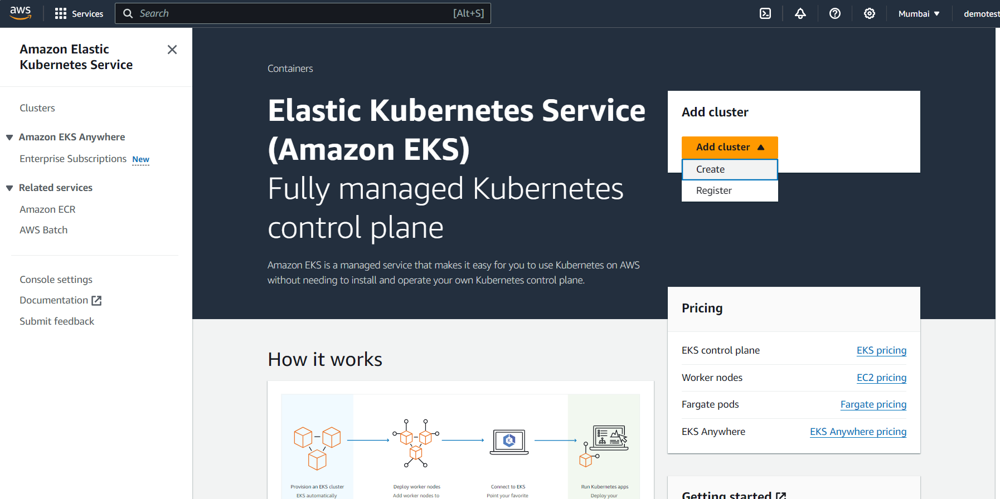 aws
Services
Search
[Alt+S]
Mumbai
demotest
Amazon Elastic
Kubernetes Service
Clusters
Amazon EKS Anywhere
Enterprise Subscriptions New
Related services
Amazon ECR
AWS Batch
Console settings
Documentation
Submit feedback
Containers
Elastic Kubernetes Service
(Amazon EKS)
Fully managed Kubernetes
control plane
Amazon EKS is a managed service that makes it easy for you to use Kubernetes on AWS
without needing to install and operate your own Kubernetes control plane.
Add cluster
Add cluster
Create
Register
Pricing
EKS control plane EKS pricing
Worker nodes EC2 pricing
Fargate pods Fargate pricing
EKS Anywhere EKS Anywhere pricing
How it works
Provision an EKS cluster
EKS automatically
Deploy worker nodes
Add worker nodes to
Connect to EKS
Point your favorite
Run Kubernetes apps
Deploy your
Getting started